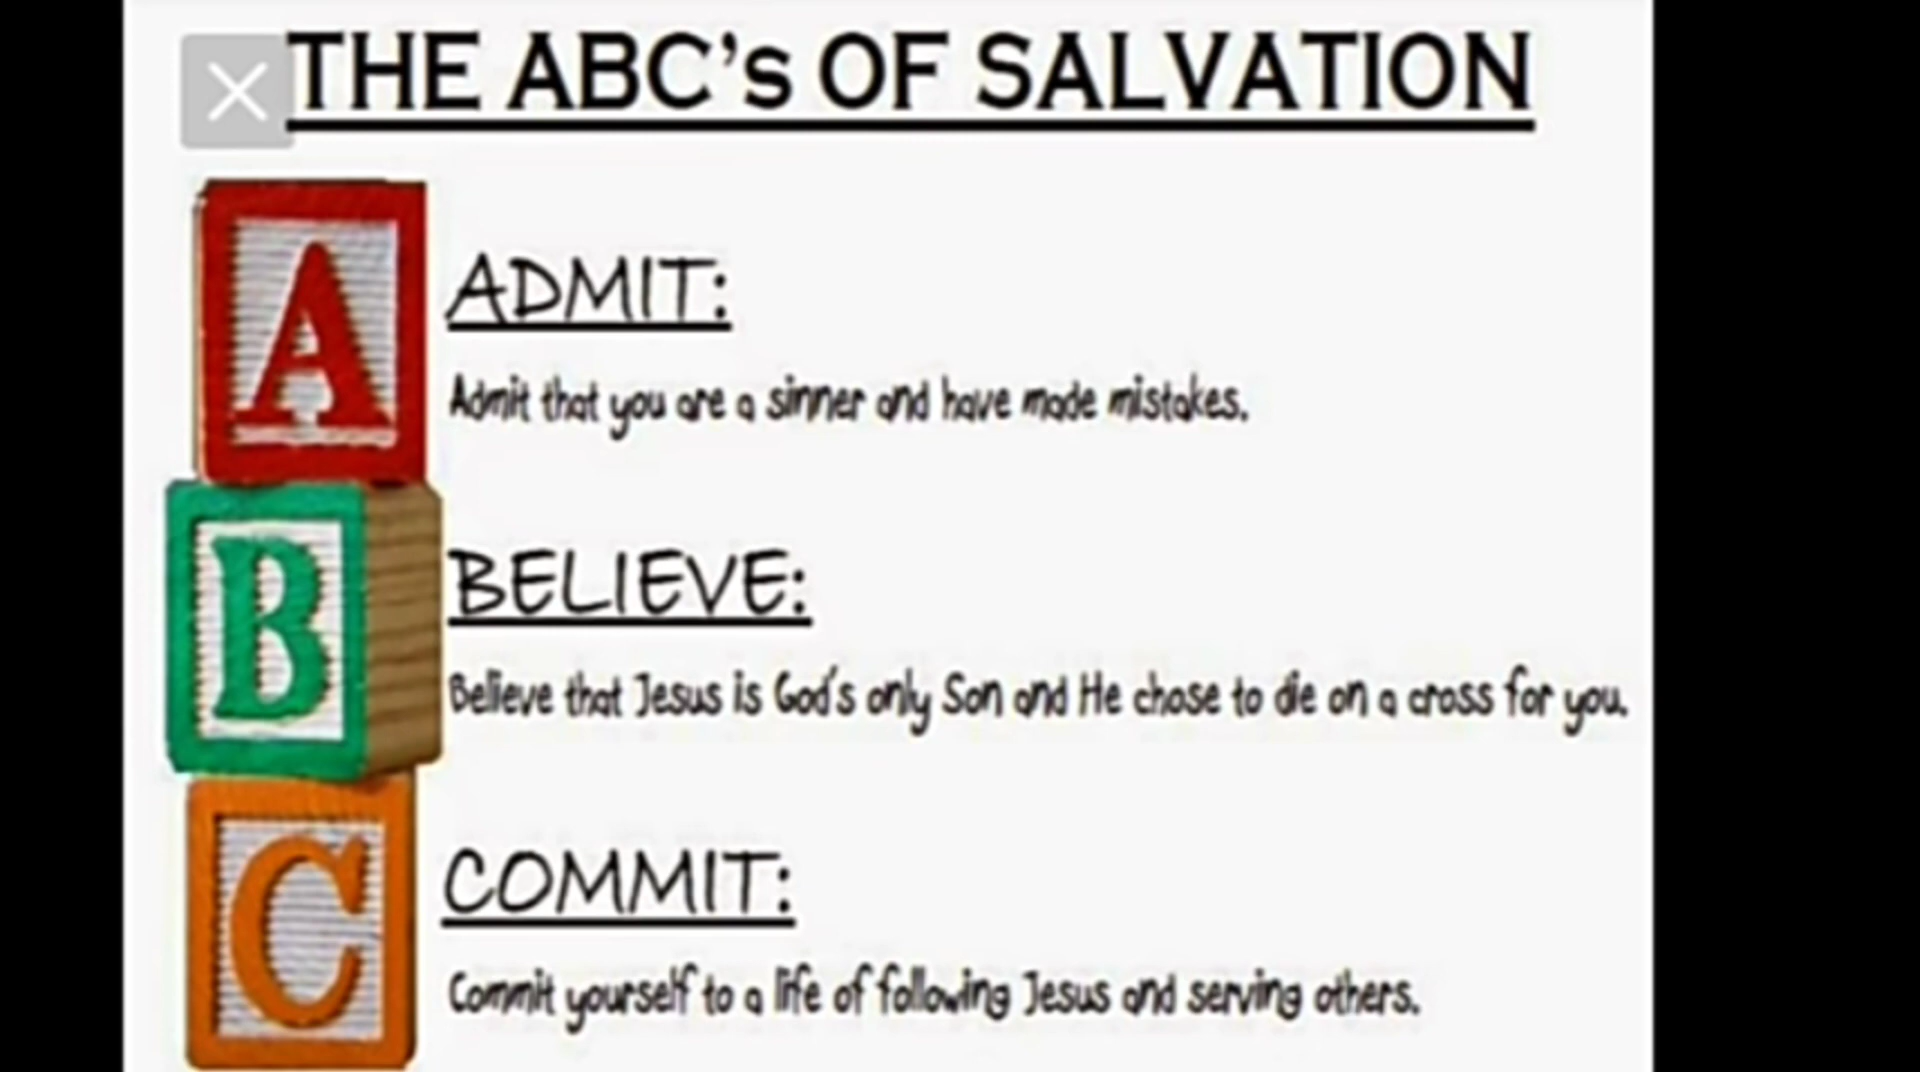 THE ABC's OF SALVATION
A
ADMIT:
Admit that you are a sinner and have made mistakes.
B
BELIEVE:
Believe that Jesus is God's only Son and He chose to die on a cross for you.
C
COMMIT:
Commit yourself to a life of following Jesus and serving others.